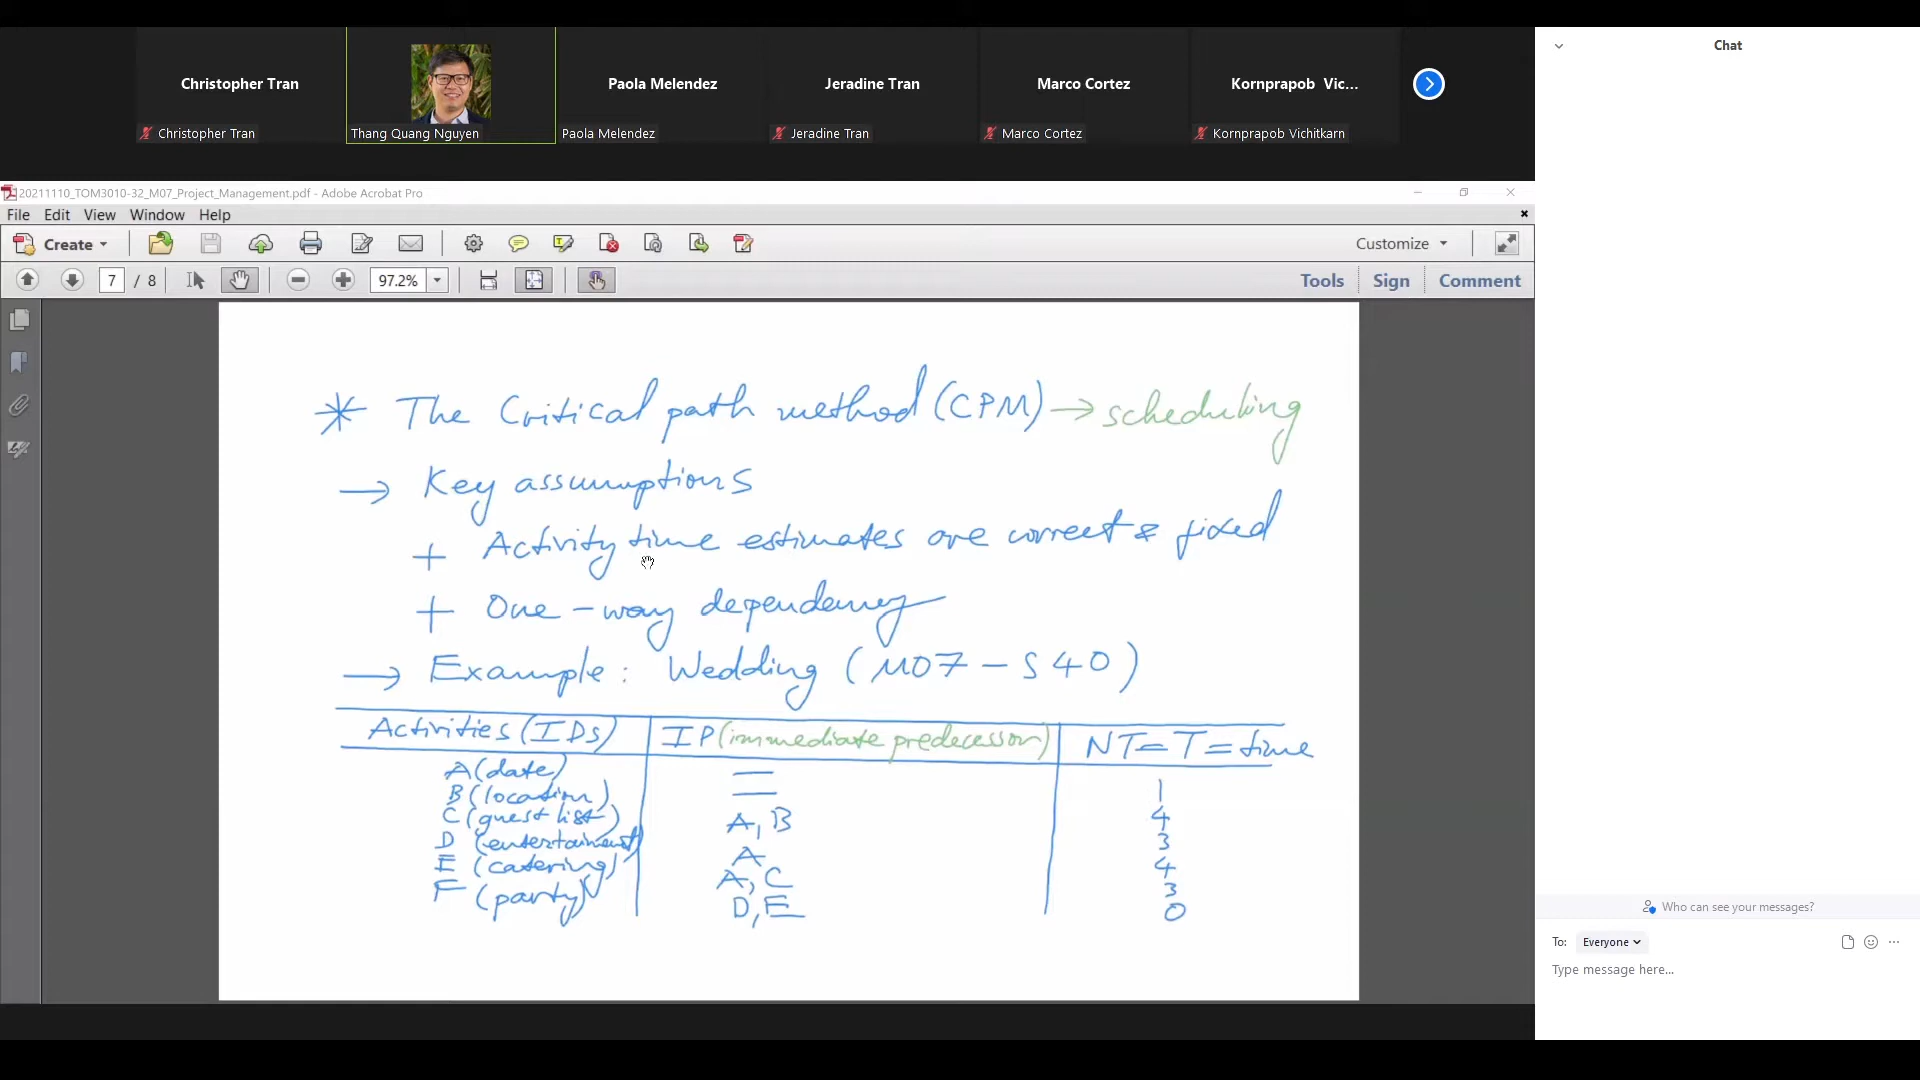 Chat
Christopher Tran
Paola Melendez
Jeradine Tran
Marco Cortez
Kornprapob Vic...
Christopher Tran
Thang Quang Nguyen
Paola Melendez
Jeradine Tran
Marco Cortez
Kornprapob Vichitkarn
20211110_TOM3010-32_M07_Project_Management.pdf - Adobe Acrobat Pro
File Edit View Window Help
Create Customize
7 / 8 97.2% Tools Sign Comment
* The Critical path method (CPM) → scheduling
→ Key assumptions
+ Activity time estimates are correct & fixed
+ One-way dependency
→ Example: Wedding (M07-S40)
Activities (IDs) IP (immediate predecessor) NT = T = time
A (date) — 1
B (location) — 4
C (guest list) A, B 3
D (entertainment) A 4
E (catering) A, C 3
F (party) D, E 0
Who can see your messages?
To: Everyone
Type message here...